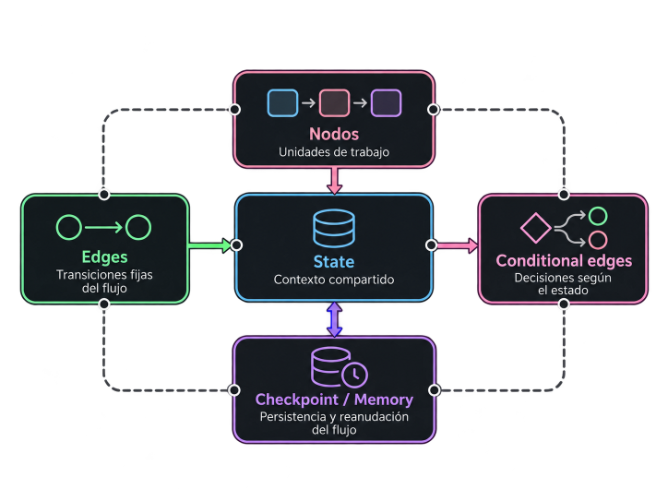 Nodos
Unidades de trabajo
Edges
Transiciones fijas
del flujo
State
Contexto compartido
Conditional edges
Decisiones según
el estado
Checkpoint / Memory
Persistencia y reanudación
del flujo